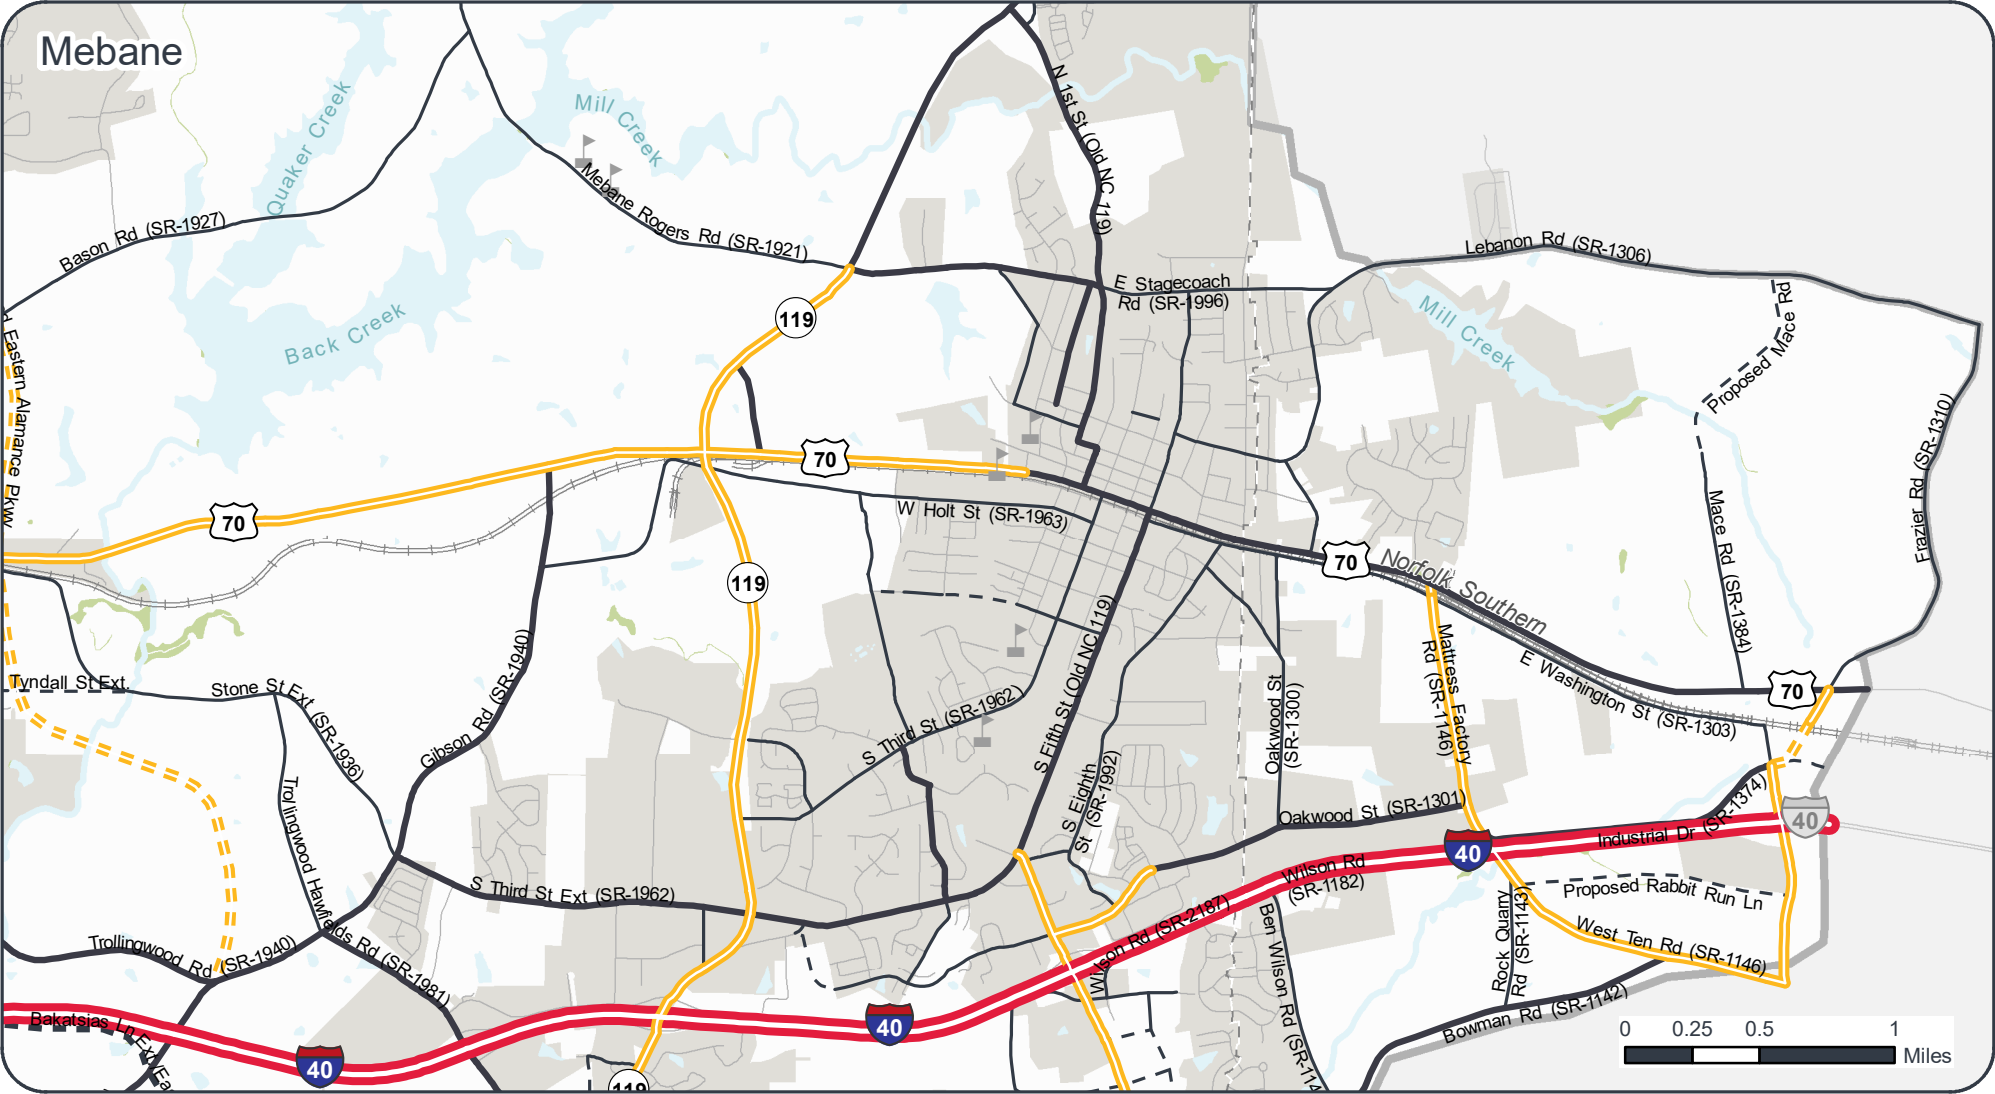 Mebane
Quaker Creek
Mill Creek
N 1st St (Old NC 119)
Bason Rd (SR-1927)
Mebane Rogers Rd (SR-1921)
Lebanon Rd (SR-1306)
E Stagecoach
Rd (SR-1996)
119
Back Creek
Mill Creek
Proposed Mace Rd
Eastern Alamance Pkwy
Frazier Rd (SR-1310)
70
70
W Holt St (SR-1963)
70
Norfolk Southern
Mace Rd (SR-1384)
119
S Fifth St (Old NC 119)
Mattress Factory
Rd (SR-1146)
E Washington St (SR-1303)
70
Tyndall St Ext.
Stone St Ext (SR-1936)
Gibson Rd (SR-1940)
S Third St (SR-1962)
Oakwood St
(SR-1300)
S Eighth
St (SR-1992)
Trollingwood Hawfields Rd (SR-1981)
Oakwood St (SR-1301)
Industrial Dr (SR-1374)
40
40
Wilson Rd
(SR-1182)
S Third St Ext (SR-1962)
Proposed Rabbit Run Ln
Rock Quarry
Rd (SR-1143)
West Ten Rd (SR-1146)
Wilson Rd (SR-2187)
Ben Wilson Rd (SR-114
Trollingwood Rd (SR-1940)
Bowman Rd (SR-1142)
Bakatsias Ln Ext/Ea
40
40
119
0 0.25 0.5 1
Miles